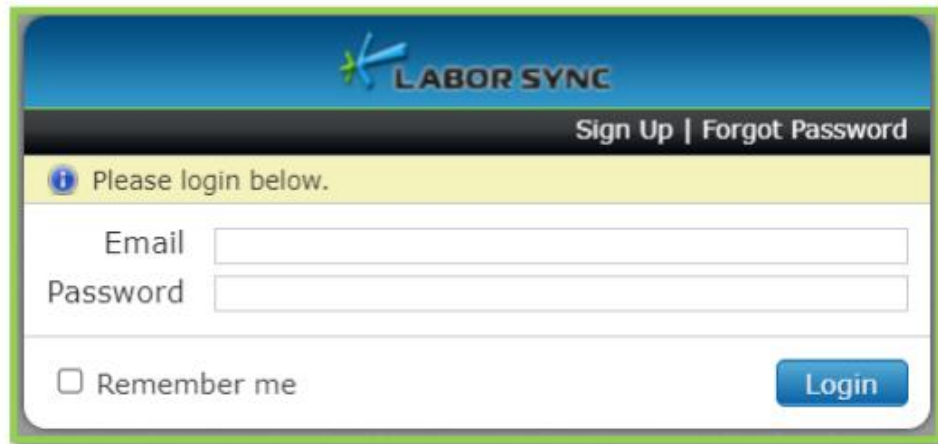 LABOR SYNC
Sign Up | Forgot Password
Please login below.
Email
Password
Remember me
Login